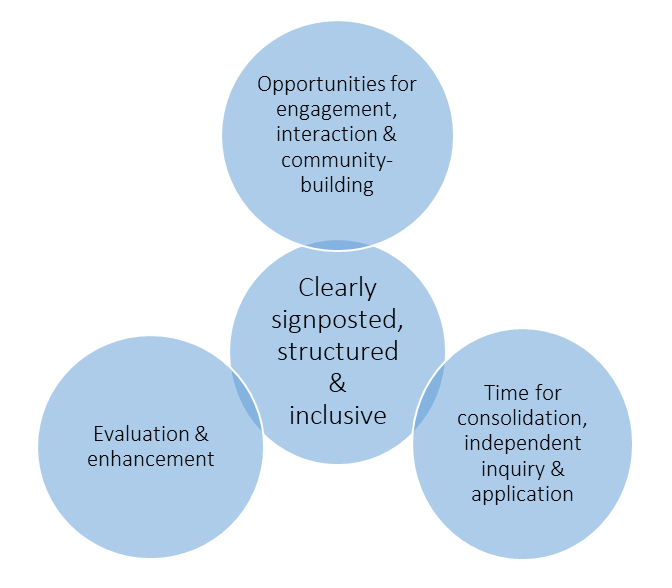 Opportunities for
engagement,
interaction &
community-
building
Clearly
signposted,
structured
&
inclusive
Evaluation &
enhancement
Time for
consolidation,
independent
inquiry &
application